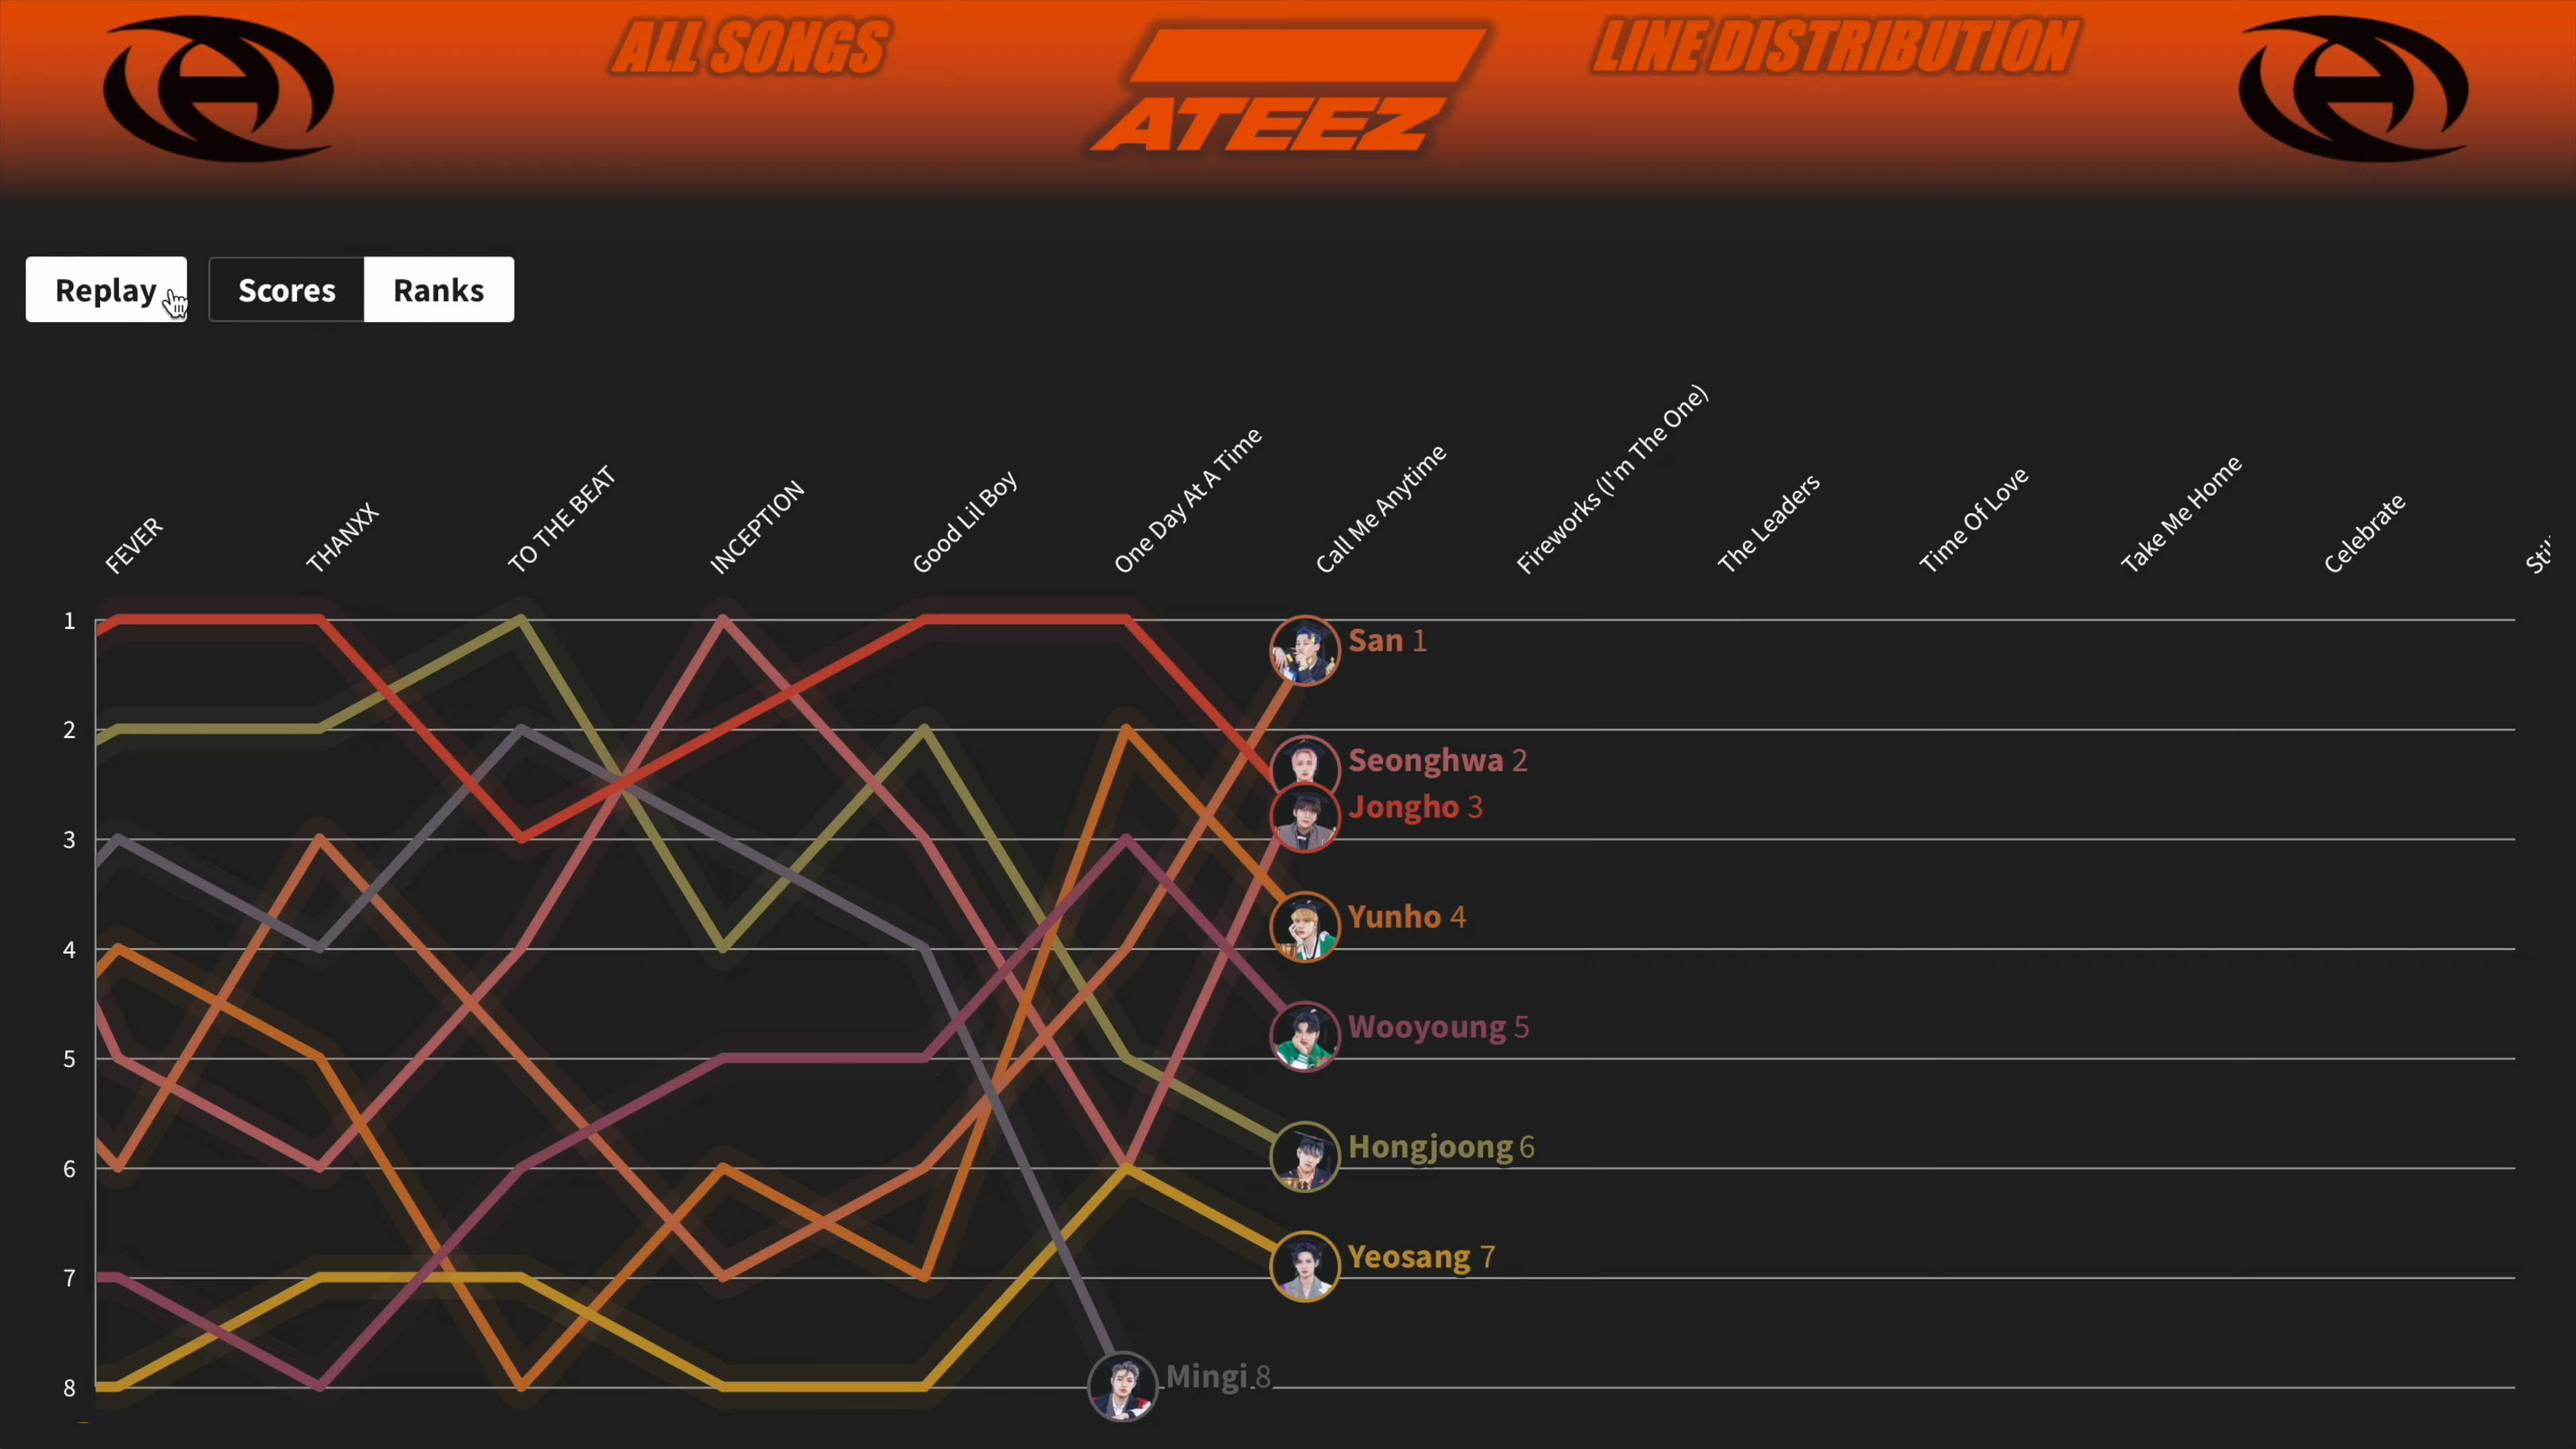 ALL SONGS
ATEEZ
LINE DISTRIBUTION
Replay
Scores
Ranks
FEVER
THANXX
TO THE BEAT
INCEPTION
Good Lil Boy
One Day At A Time
Call Me Anytime
Fireworks (I'm The One)
The Leaders
Time Of Love
Take Me Home
Celebrate
1
2
3
4
5
6
7
8
San 1
Seonghwa 2
Jongho 3
Yunho 4
Wooyoung 5
Hongjoong 6
Yeosang 7
Mingi 8